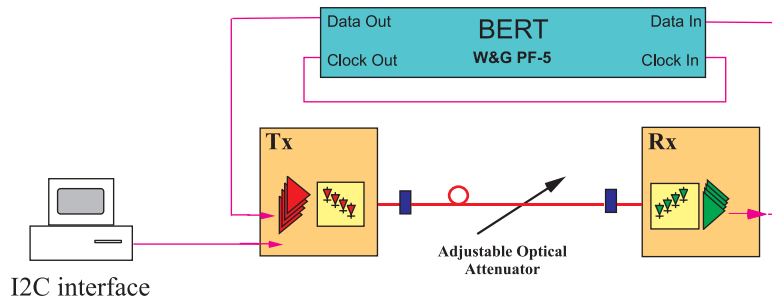 Data Out
BERT
Data In
Clock Out
W&G PF-5
Clock In
Tx
Rx
Adjustable Optical
Attenuator
I2C interface